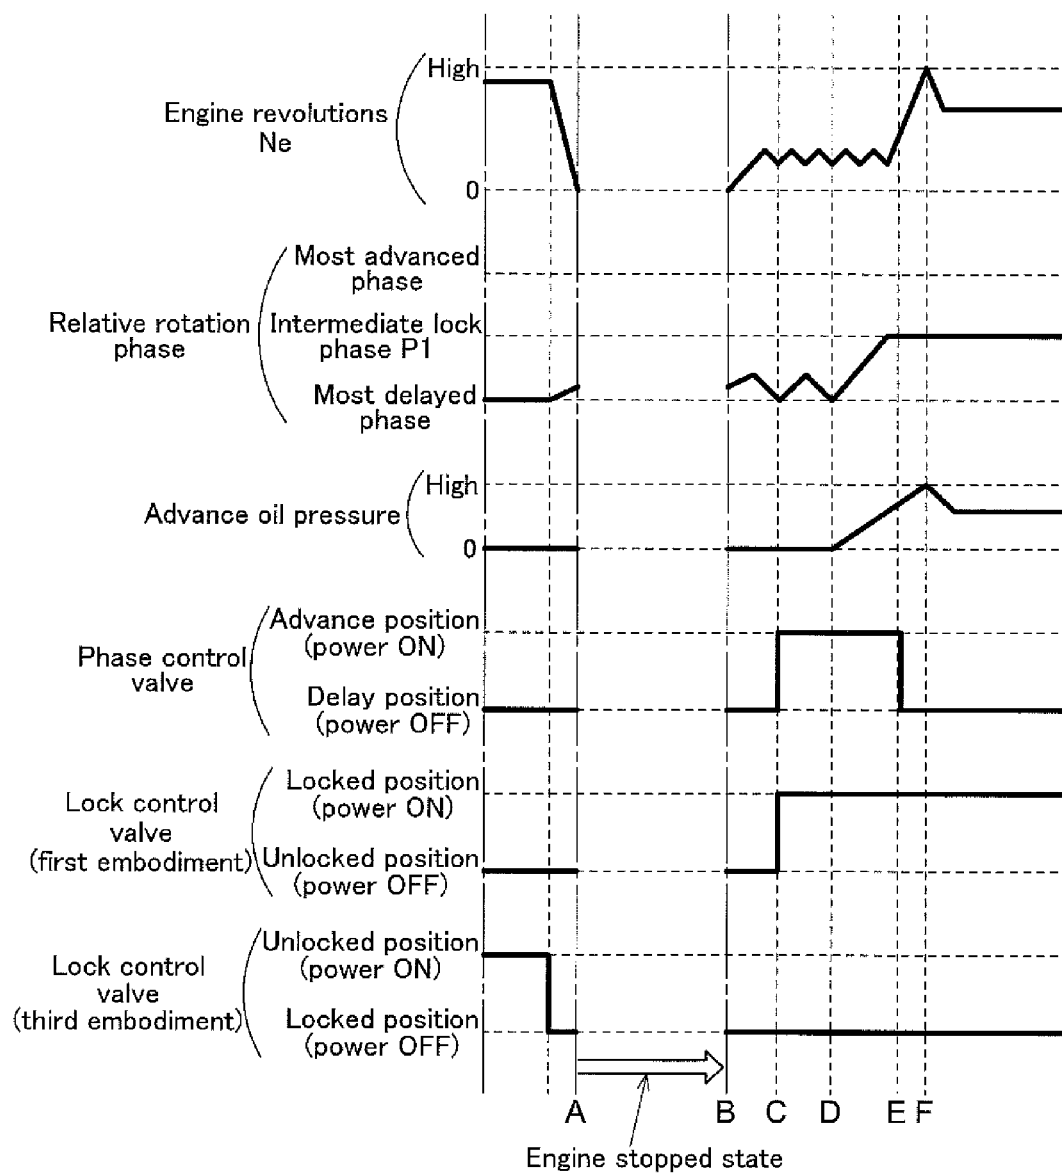 High
Engine revolutions
Ne
0
Most advanced
phase
Relative rotation
phase
Intermediate lock
phase P1
Most delayed
phase
High
Advance oil pressure
0
Advance position
(power ON)
Phase control
valve
Delay position
(power OFF)
Locked position
(power ON)
Lock control
valve
(first embodiment)
Unlocked position
(power OFF)
Unlocked position
(power ON)
Lock control
valve
(third embodiment)
Locked position
(power OFF)
A B C D E F
Engine stopped state